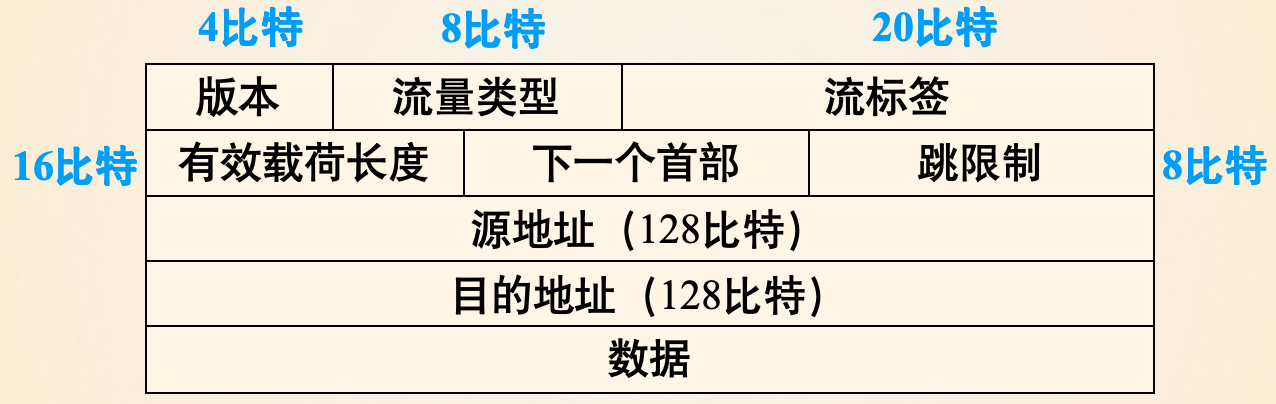 4比特 8比特 20比特
版本 流量类型 流标签
16比特 有效载荷长度 下一个首部 跳限制 8比特
源地址（128比特）
目的地址（128比特）
数据